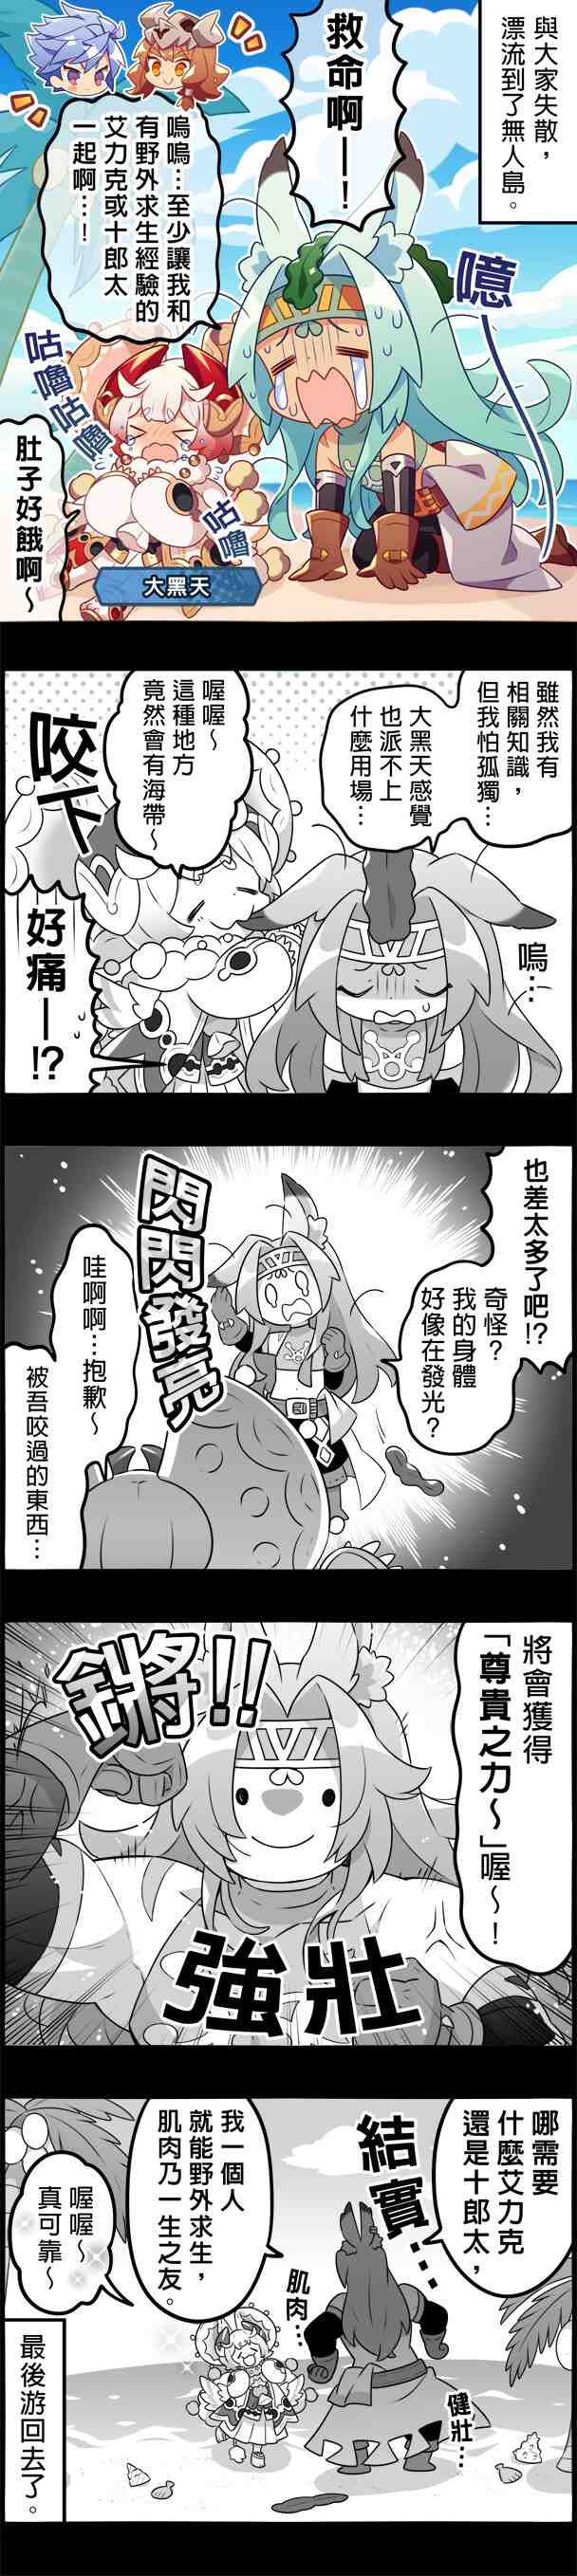 與大家失散，
漂流到了無人島。
救命啊ー！
嗚嗚…至少讓我和
有野外求生經驗的
艾力克或十郎太
一起啊…！
噫
咕嚕咕嚕
咕嚕
肚子好餓啊～
大黑天
雖然我有
相關知識，
但我怕孤獨…
大黑天感覺
也派不上
什麼用場…
喔喔～
這種地方
竟然會有海帶～
咬下
嗚…
好痛ー!?
也差太多了吧!?
奇怪？
我的身體
好像在發光？
閃閃發亮
哇啊啊…抱歉～
被吾咬過的東西…
將會獲得
「尊貴之力～」喔～！
鏘!!
強壯
哪需要
什麼艾力克
還是十郎太，
結實…
我一個人
就能野外求生，
肌肉乃一生之友。
肌肉…
健壯…
喔喔～
真可靠～
最後游回去了。